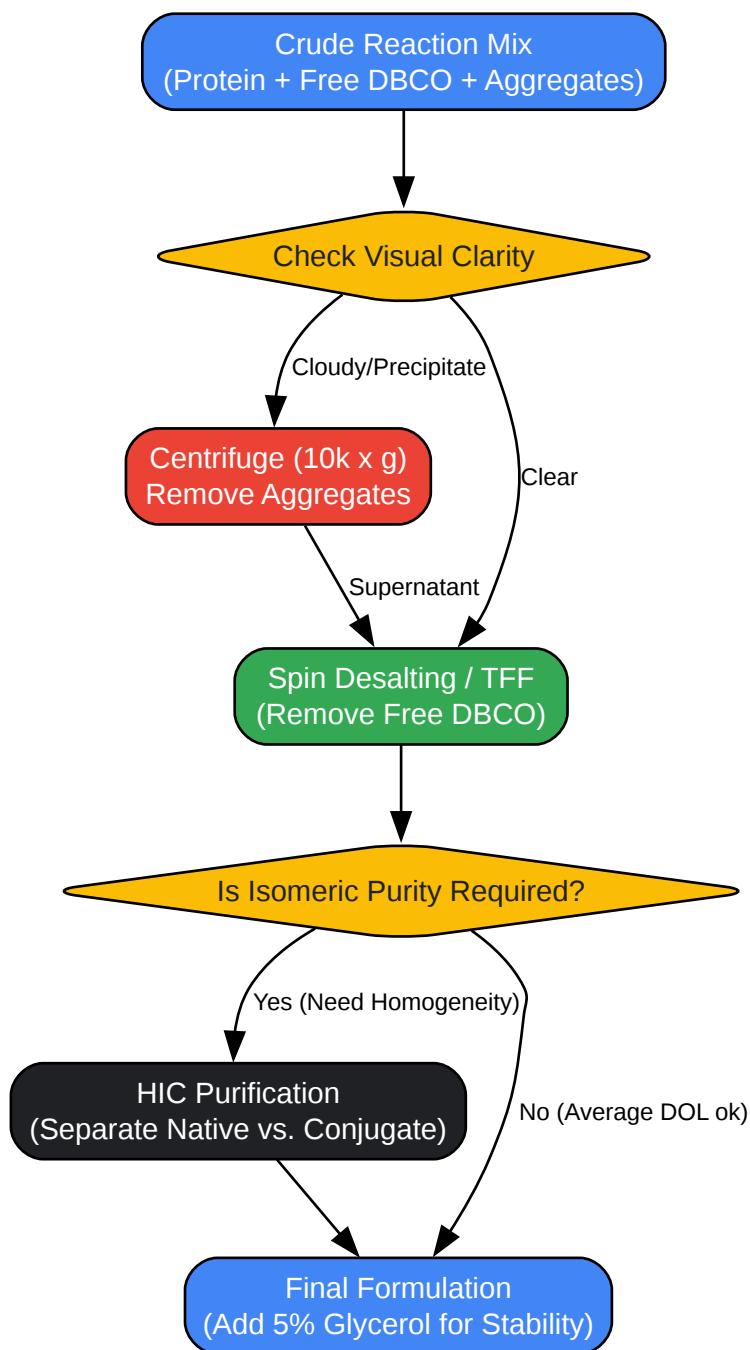 Crude Reaction Mix
(Protein + Free DBCO + Aggregates)
Check Visual Clarity
Cloudy/Precipitate
Centrifuge (10k x g)
Remove Aggregates
Clear
Supernatant
Spin Desalting / TFF
(Remove Free DBCO)
Is Isomeric Purity Required?
Yes (Need Homogeneity)
HIC Purification
(Separate Native vs. Conjugate)
No (Average DOL ok)
Final Formulation
(Add 5% Glycerol for Stability)